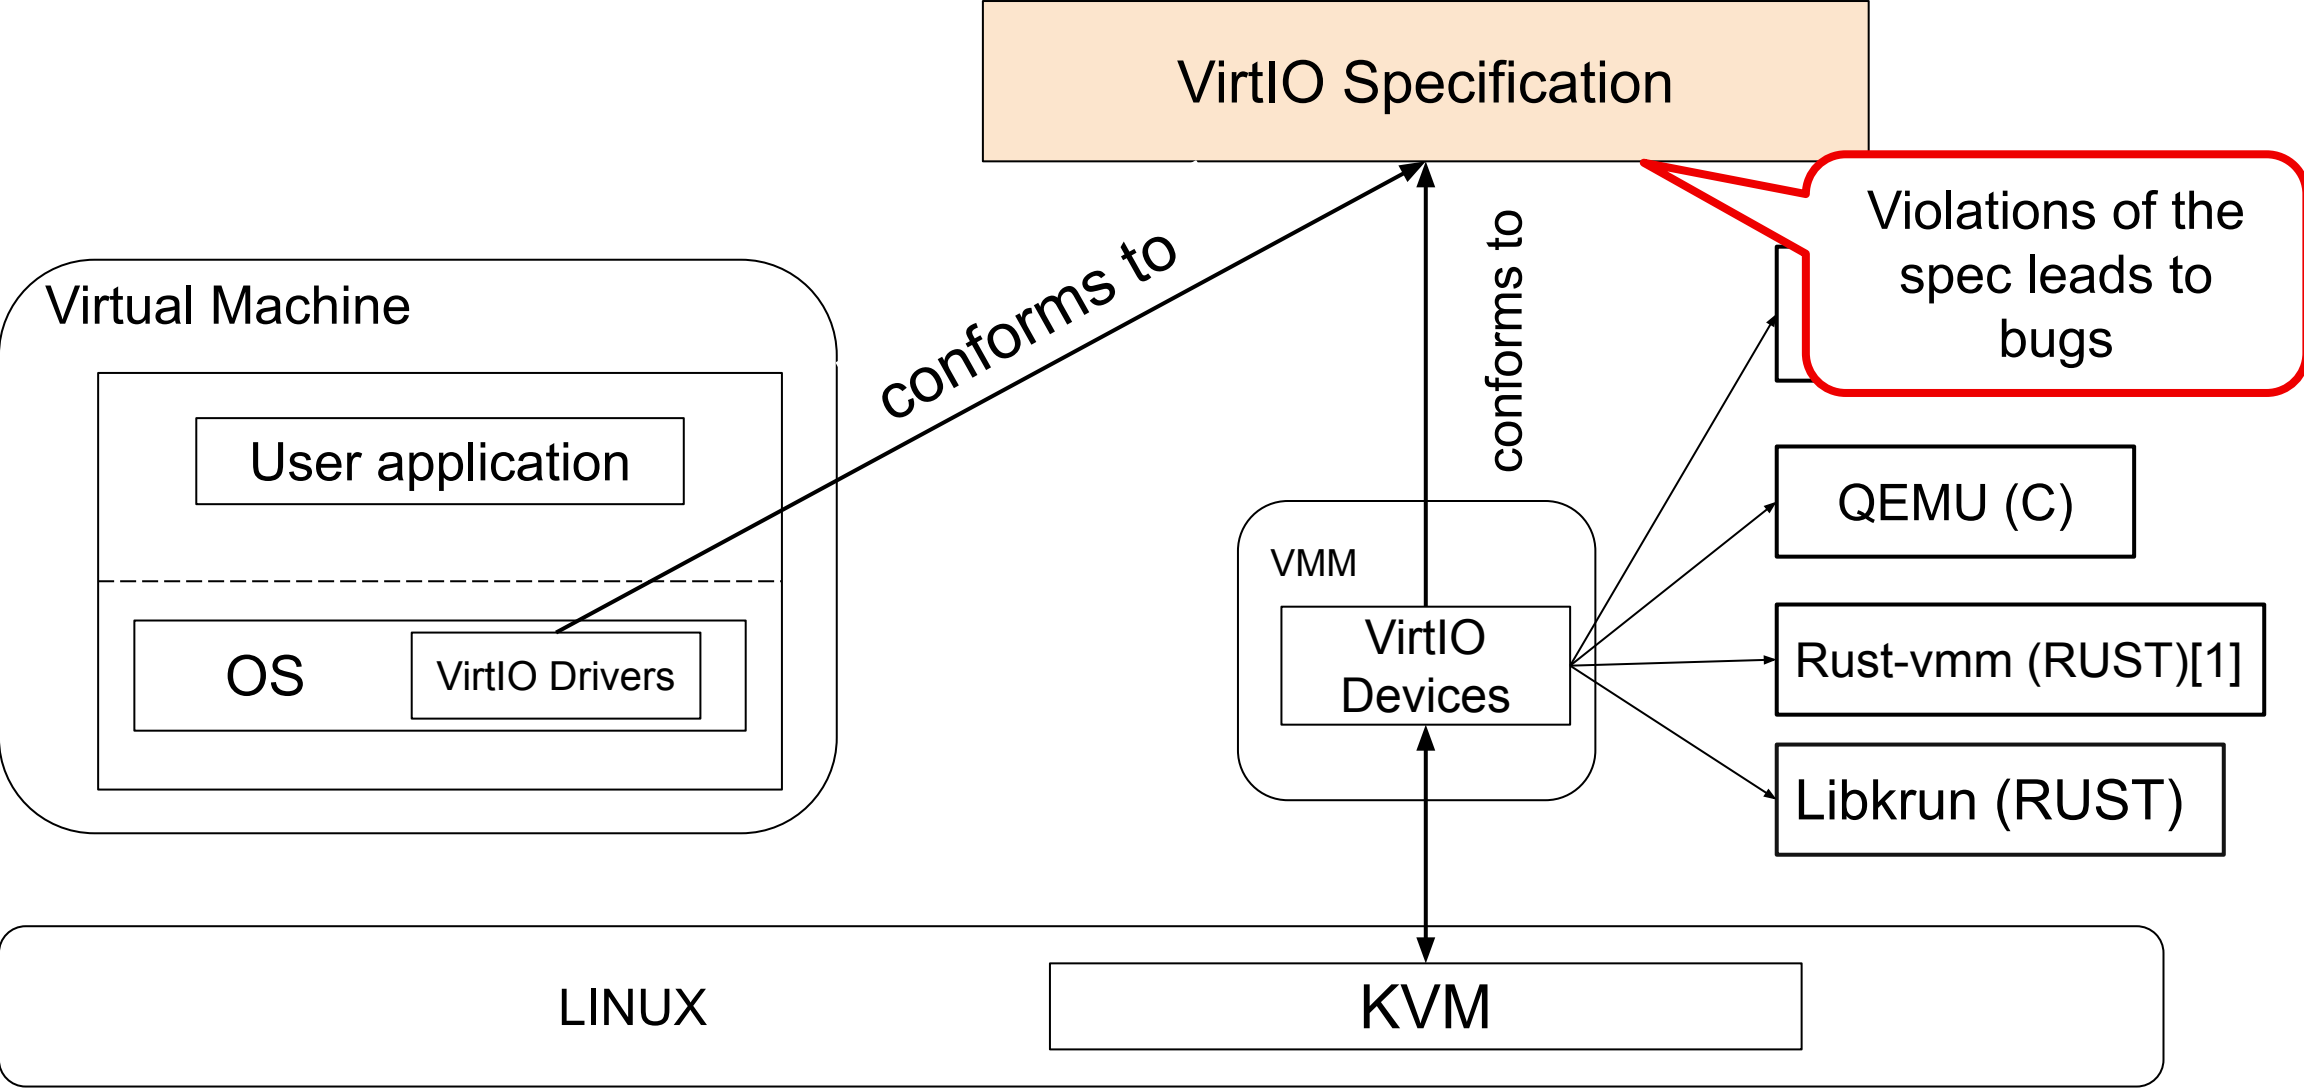 VirtIO Specification
Violations of the
spec leads to
bugs
conforms to
conforms to
Virtual Machine
User application
OS
VirtIO Drivers
VMM
VirtIO
Devices
QEMU (C)
Rust-vmm (RUST)[1]
Libkrun (RUST)
LINUX
KVM